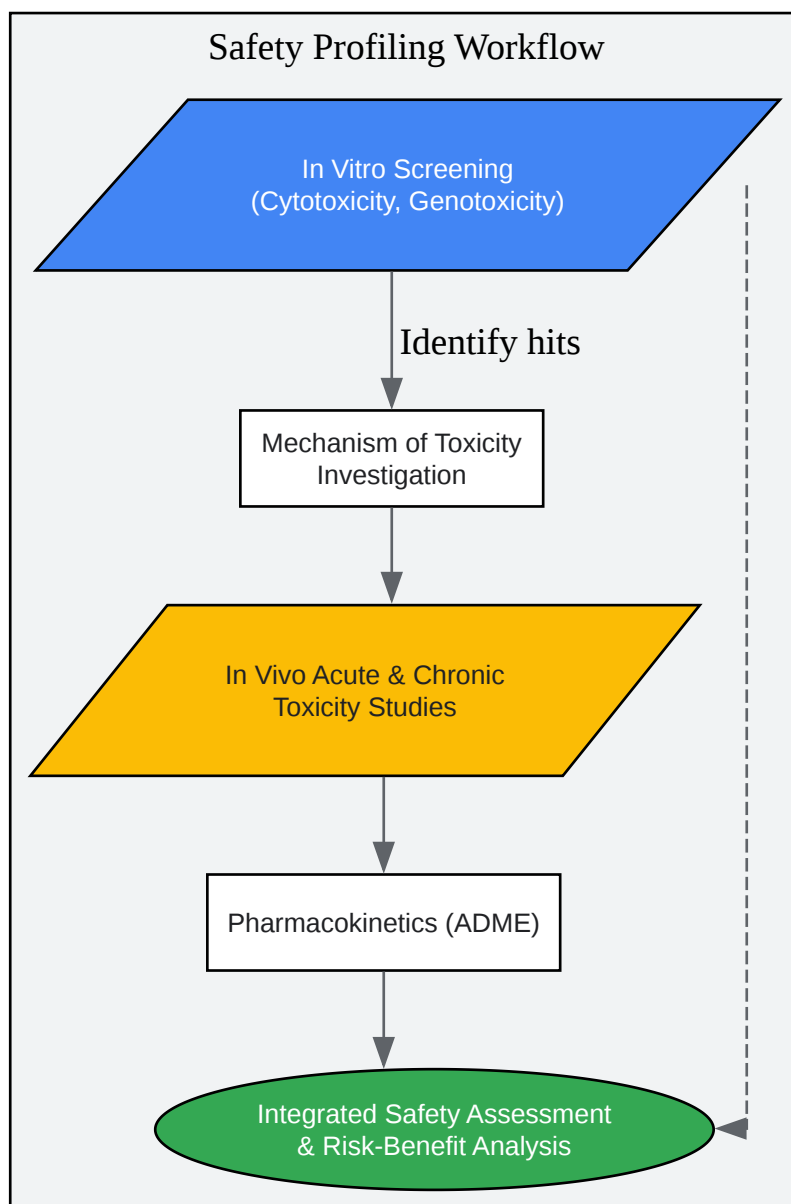 Safety Profiling Workflow
In Vitro Screening
(Cytotoxicity, Genotoxicity)
Identify hits
Mechanism of Toxicity
Investigation
In Vivo Acute & Chronic
Toxicity Studies
Pharmacokinetics (ADME)
Integrated Safety Assessment
& Risk-Benefit Analysis